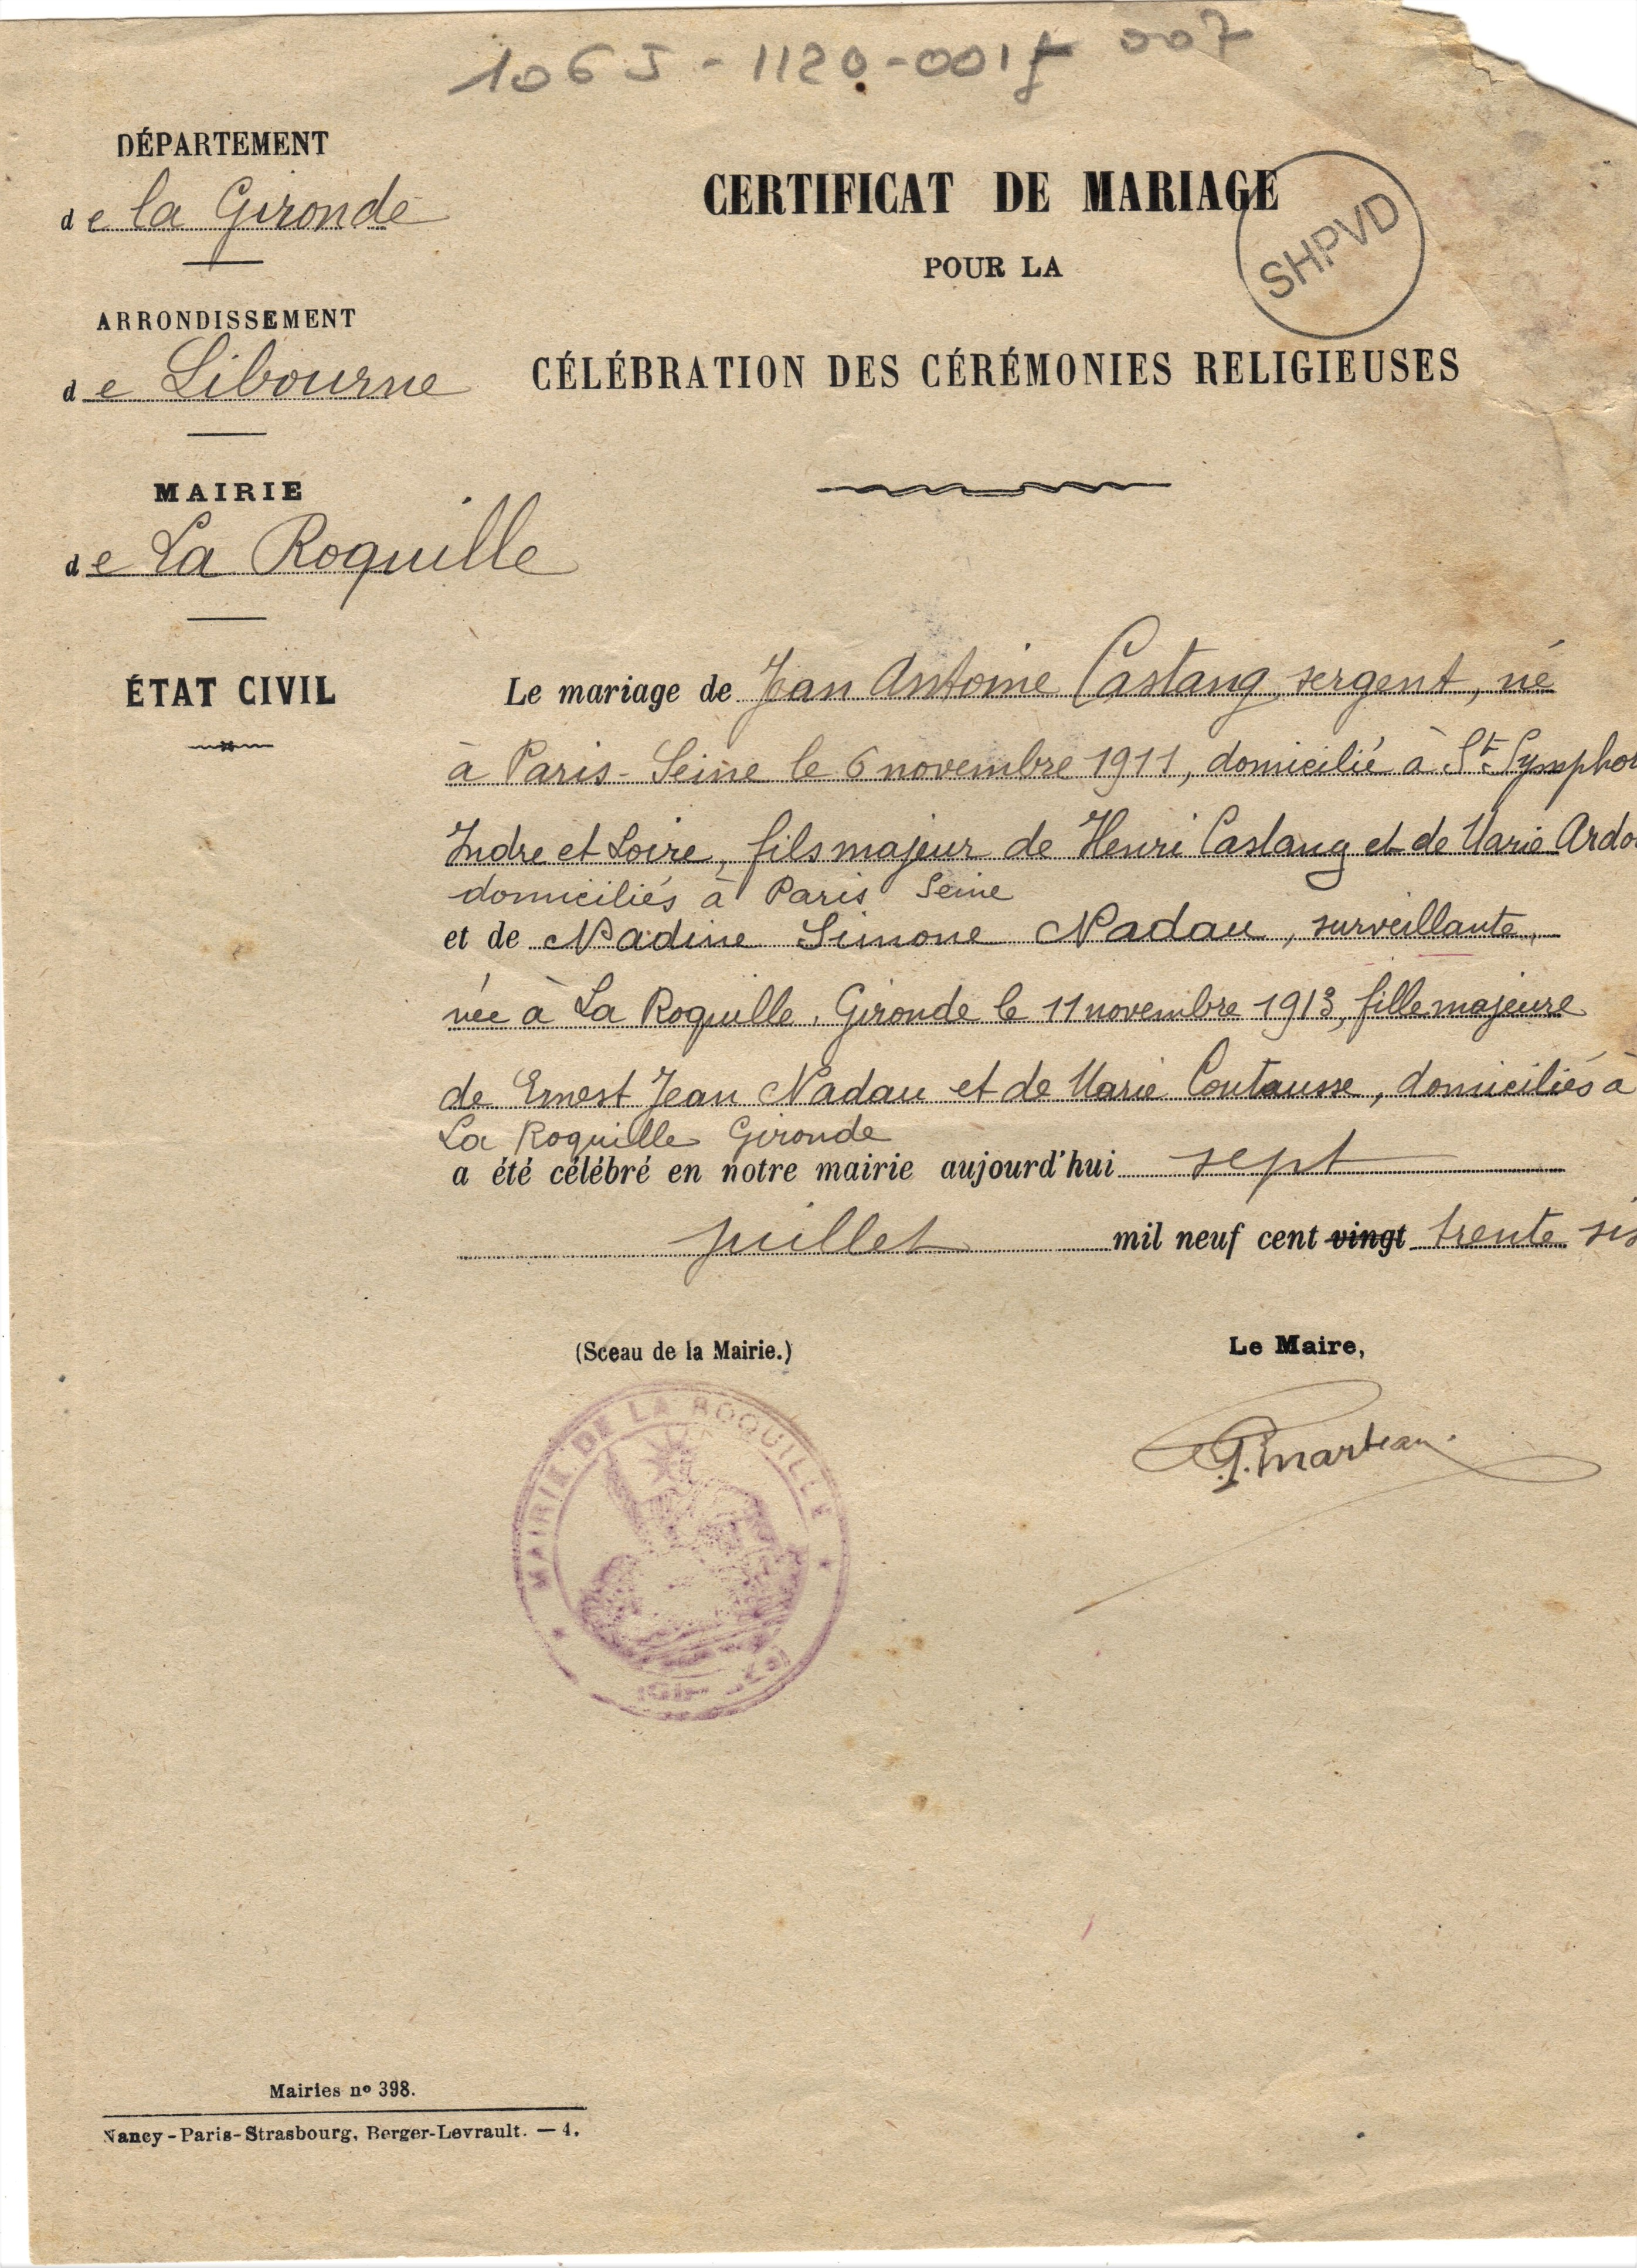 1065-1120-001 007
DÉPARTEMENT
de la Gironde
ARRONDISSEMENT
de Libourne
MAIRIE
de La Roquille
ÉTAT CIVIL
CERTIFICAT DE MARIAGE
SHPVD
POUR LA
CÉLÉBRATION DES CÉRÉMONIES RELIGIEUSES
Le mariage de Jean Antoine Castang, sergent, né
à Paris-Seine le 6 novembre 1911, domicilié à St Symphor
Indre et Loire, fils majeur de Henri Castang et de Marie Ardo
domiciliés à Paris Seine
et de Nadine Simone Nadau, surveillante,
née à La Roquille, Gironde le 11 novembre 1913, fille majeure
de Ernest Jean Nadau et de Marie Coutausse, domiciliés à
La Roquille Gironde
a été célébré en notre mairie aujourd'hui sept
juillet mil neuf cent vingt trente six
(Sceau de la Mairie.)
Le Maire,
MAIRIE DE LA ROQUILLE
G. Marteau.
Mairies nº 398.
Nancy-Paris-Strasbourg, Berger-Levrault. — 4.